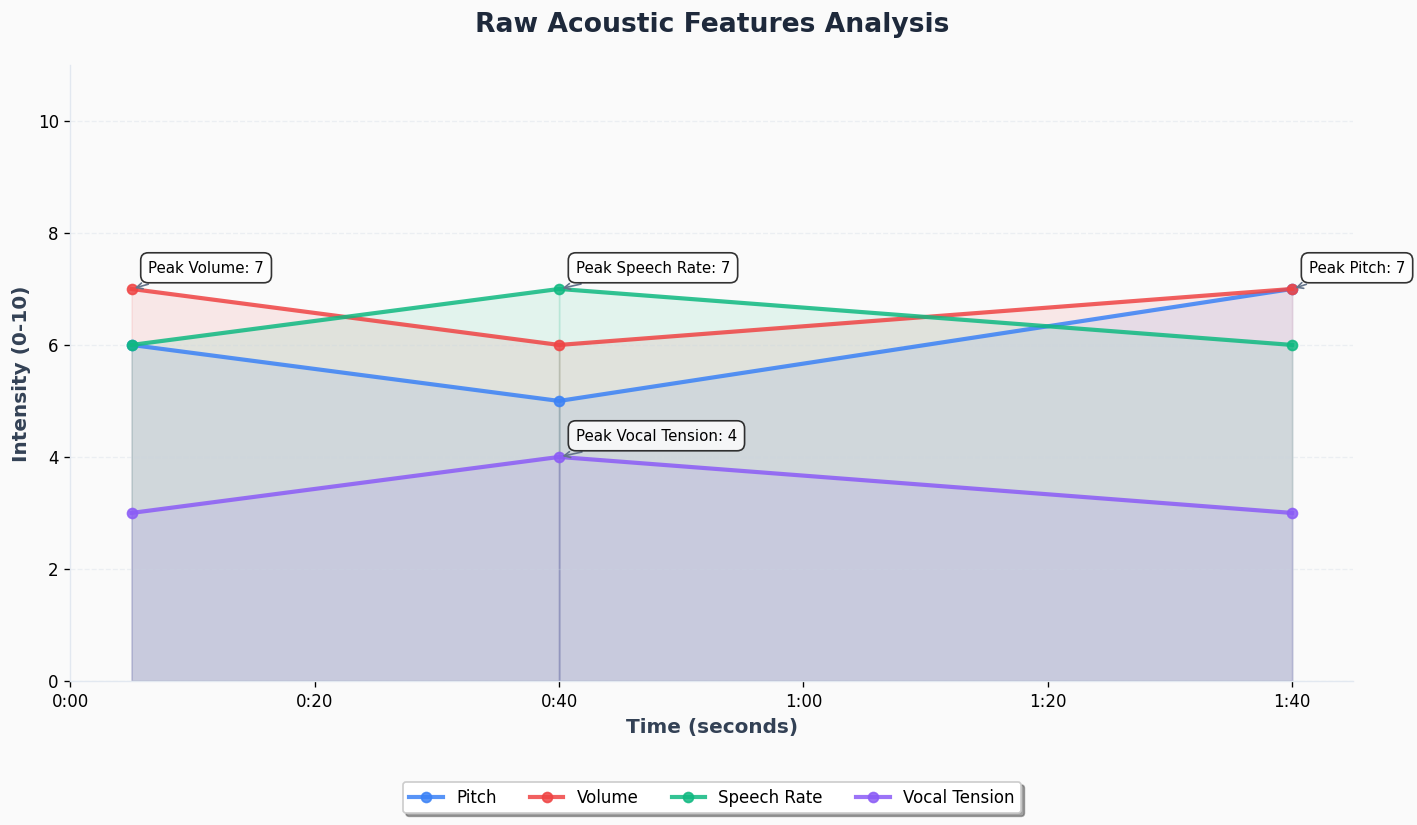 Raw Acoustic Features Analysis
Intensity (0-10)
10
8
6
4
2
0
Peak Volume: 7
Peak Speech Rate: 7
Peak Pitch: 7
Peak Vocal Tension: 4
0:00 0:20 0:40 1:00 1:20 1:40
Time (seconds)
Pitch Volume Speech Rate Vocal Tension